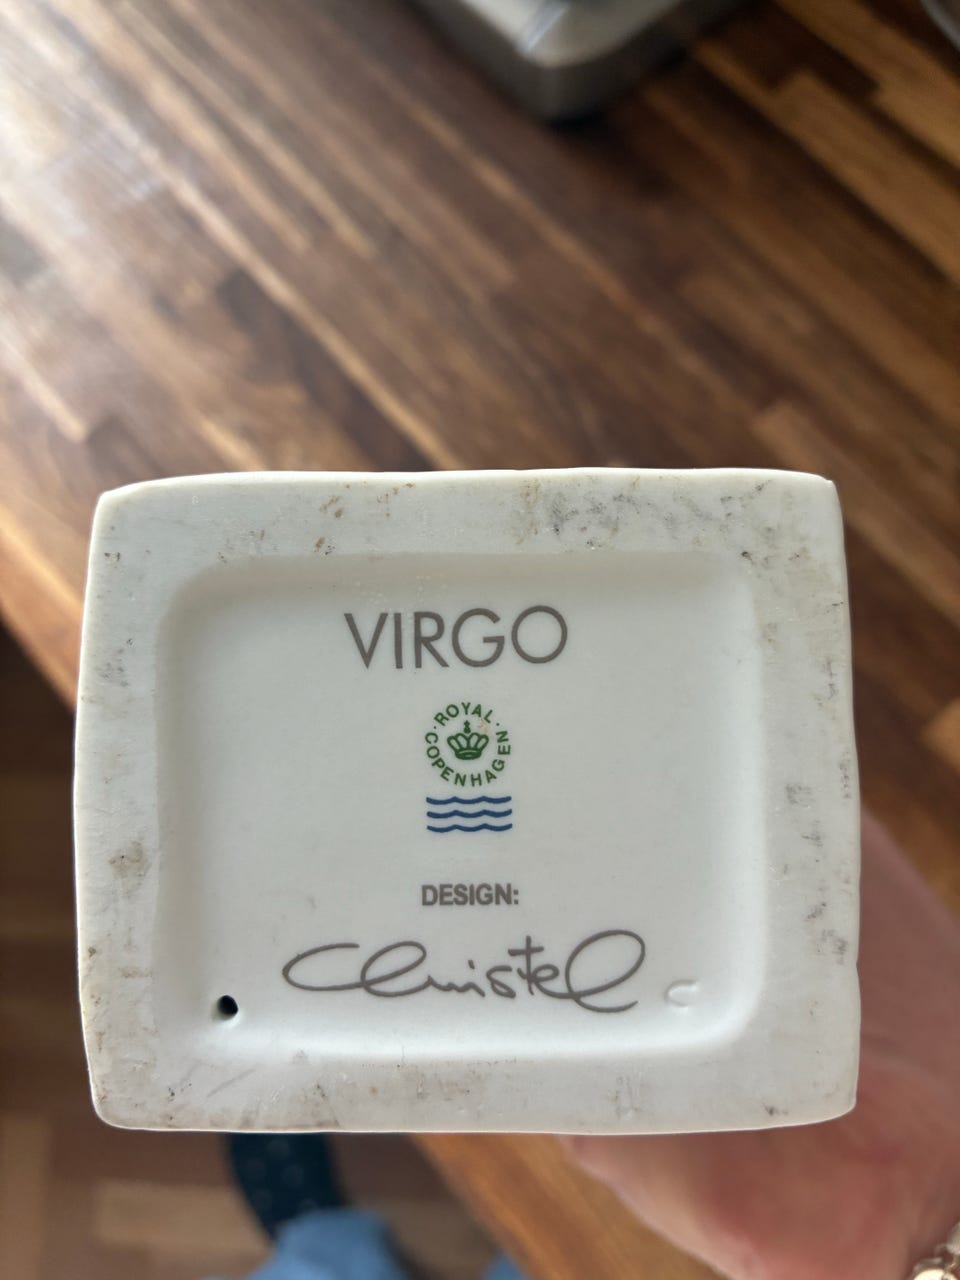 VIRGO
ROYAL
COPENHAGEN
DESIGN:
Christel
C